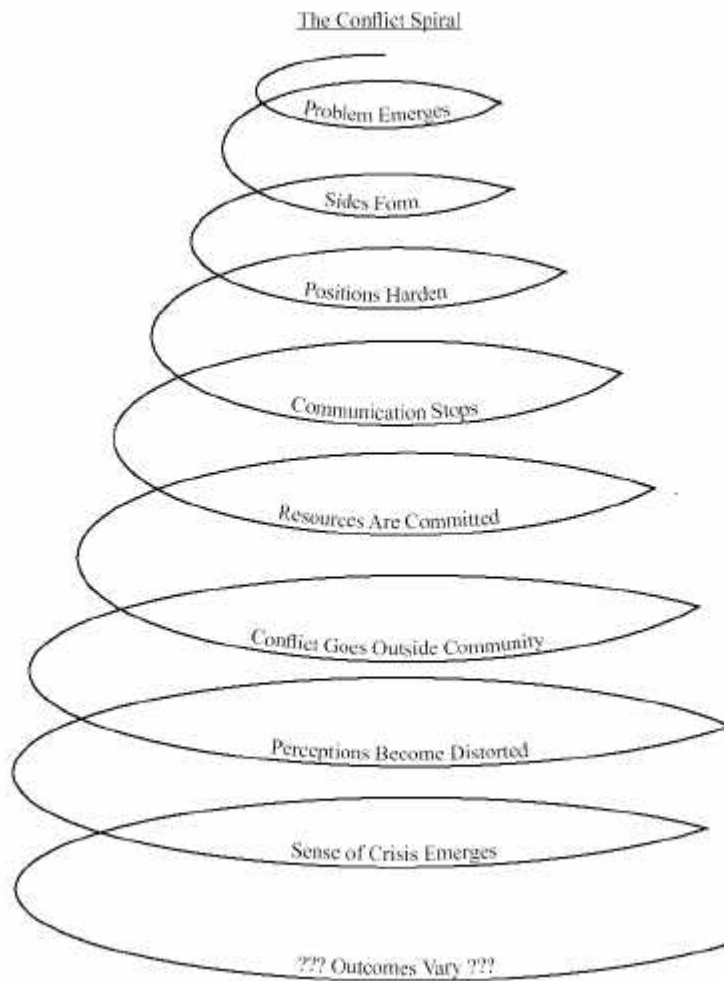 The Conflict Spiral
Problem Emerges
Sides Form
Positions Harden
Communication Stops
Resources Are Committed
Conflict Goes Outside Community
Perceptions Become Distorted
Sense of Crisis Emerges
??? Outcomes Vary ???